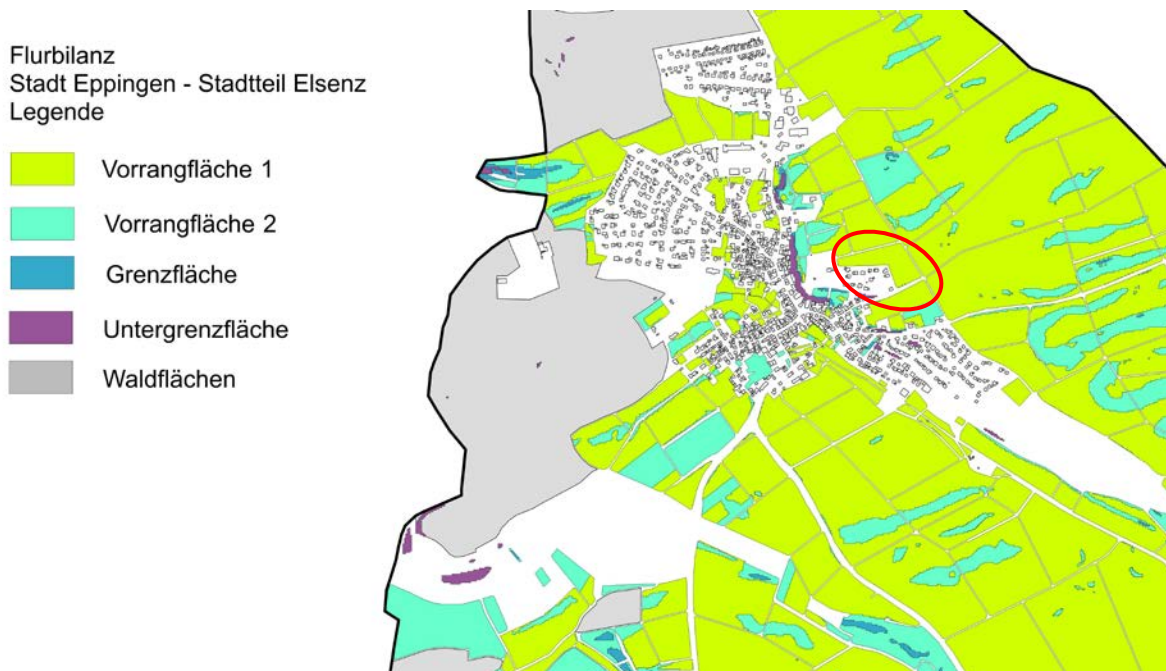 Flurbilanz
Stadt Eppingen - Stadtteil Elsenz
Legende
Vorrangfläche 1
Vorrangfläche 2
Grenzfläche
Untergrenzfläche
Waldflächen